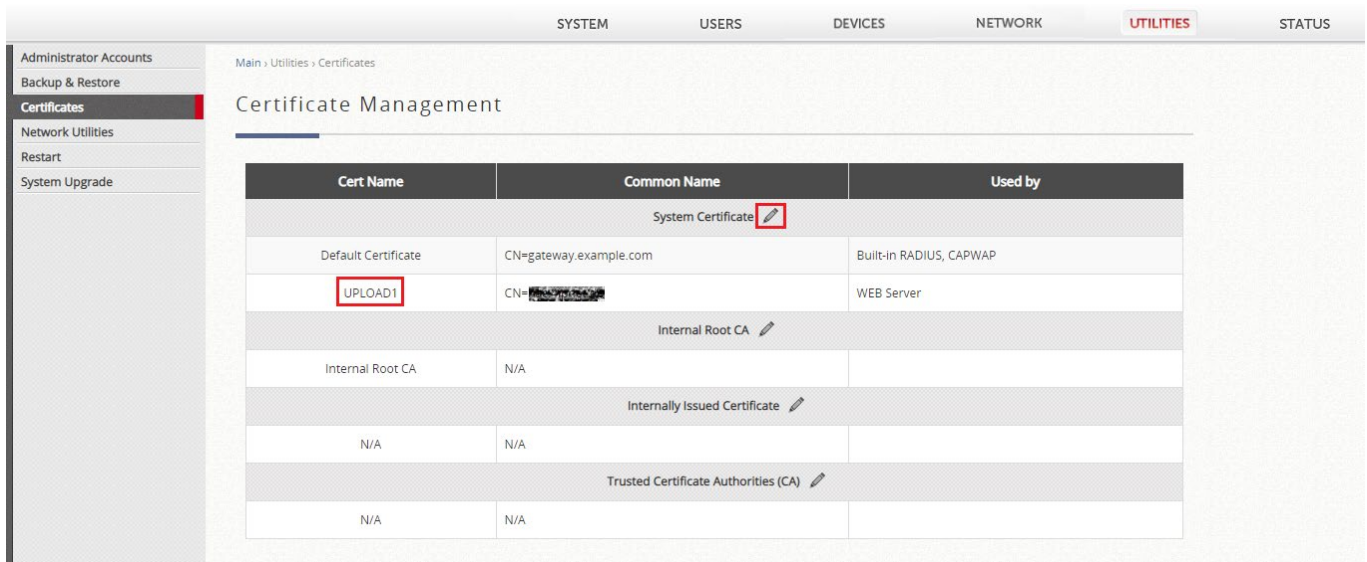 SYSTEM USERS DEVICES NETWORK UTILITIES STATUS
Administrator Accounts
Backup & Restore
Certificates
Network Utilities
Restart
System Upgrade
Main › Utilities › Certificates
Certificate Management
Cert Name Common Name Used by
System Certificate
Default Certificate CN=gateway.example.com Built-in RADIUS, CAPWAP
UPLOAD1 CN= WEB Server
Internal Root CA
Internal Root CA N/A
Internally Issued Certificate
N/A N/A
Trusted Certificate Authorities (CA)
N/A N/A